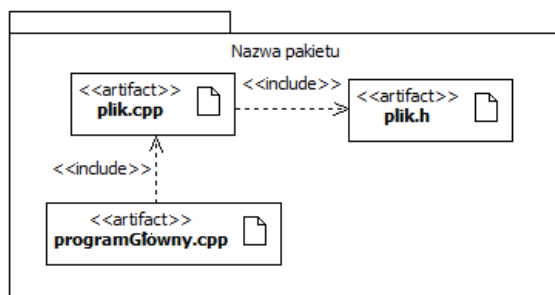 Nazwa pakietu
<<artifact>>
plik.cpp
<<include>>
<<artifact>>
plik.h
<<include>>
<<artifact>>
programGłówny.cpp